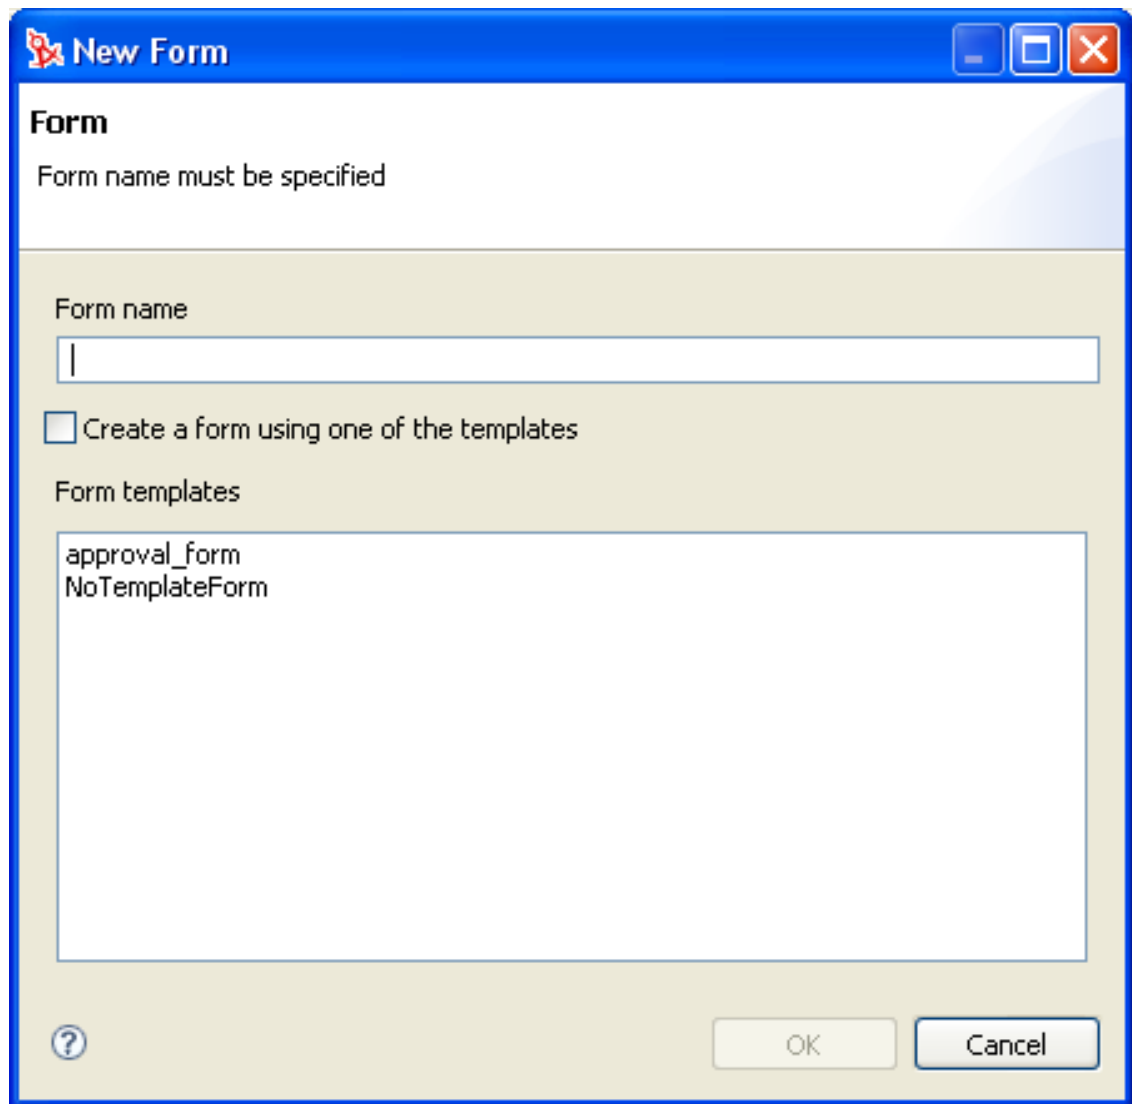 New Form
Form
Form name must be specified
Form name
Create a form using one of the templates
Form templates
approval_form
NoTemplateForm
?
OK
Cancel